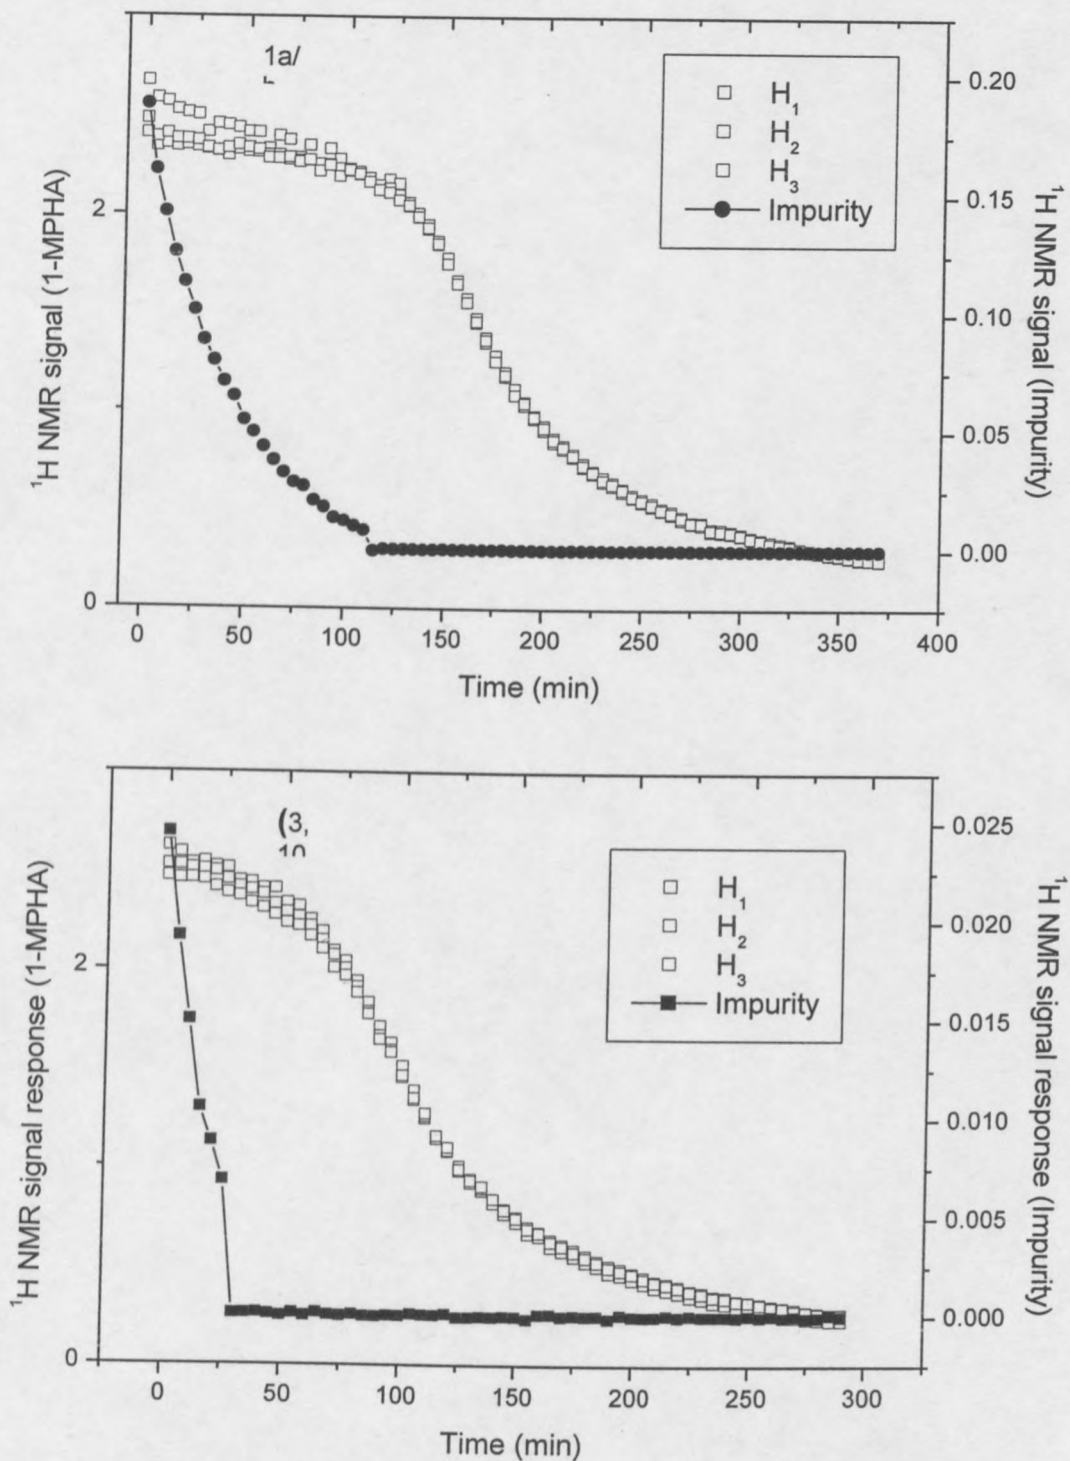 1a/
H₁
H₂
H₃
Impurity
¹H NMR signal (1-MPHA)
2
0
0.20
0.15
0.10
0.05
0.00
¹H NMR signal (Impurity)
0 50 100 150 200 250 300 350 400
Time (min)
(3,
10
H₁
H₂
H₃
Impurity
¹H NMR signal response (1-MPHA)
2
0
0.025
0.020
0.015
0.010
0.005
0.000
¹H NMR signal response (Impurity)
0 50 100 150 200 250 300
Time (min)